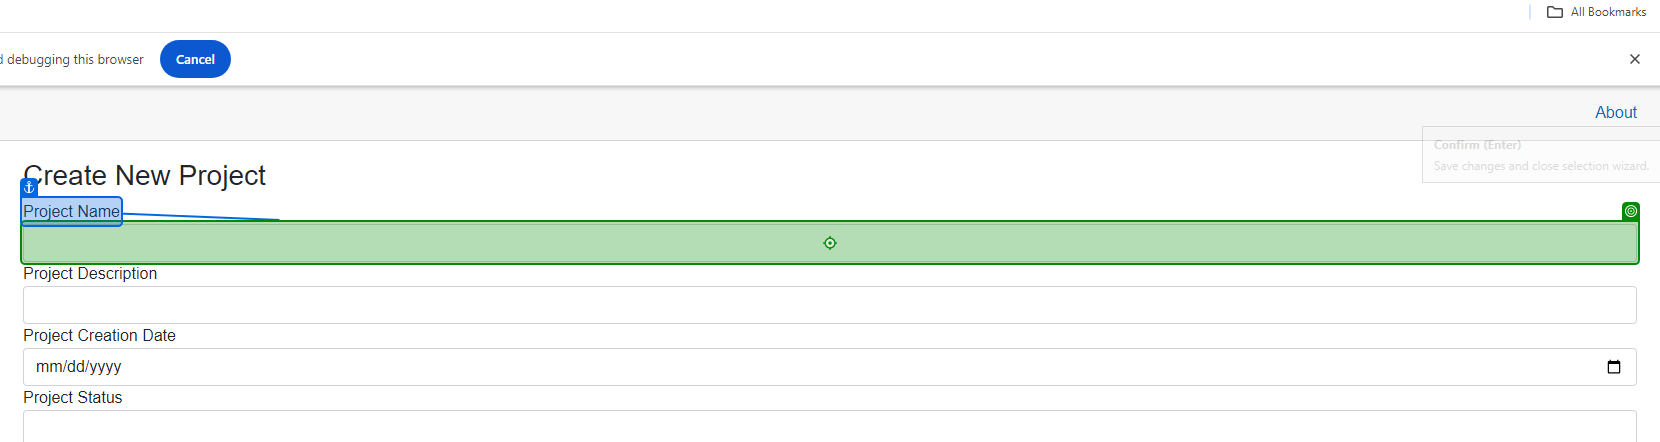 All Bookmarks
debugging this browser
Cancel
About
Confirm (Enter)
Save changes and close selection wizard.
Create New Project
Project Name
Project Description
Project Creation Date
mm/dd/yyyy
Project Status